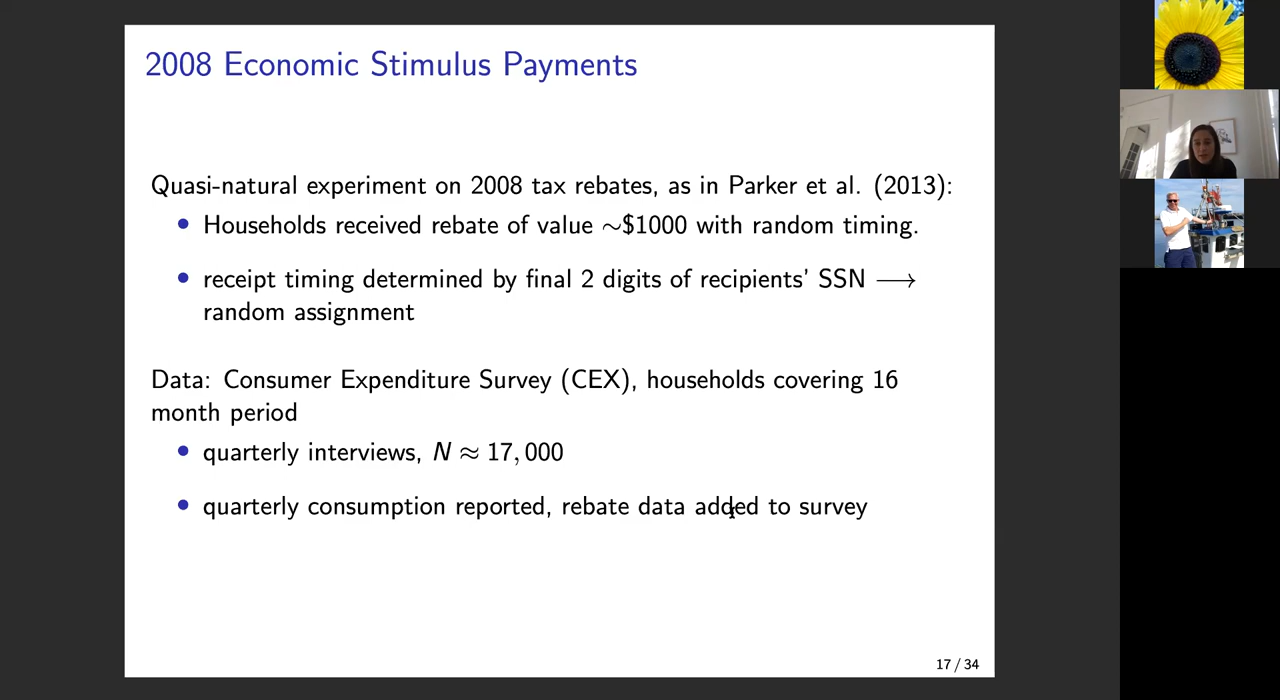 2008 Economic Stimulus Payments
Quasi-natural experiment on 2008 tax rebates, as in Parker et al. (2013):
• Households received rebate of value ∼$1000 with random timing.
• receipt timing determined by final 2 digits of recipients' SSN ⟶
random assignment
Data: Consumer Expenditure Survey (CEX), households covering 16
month period
• quarterly interviews, N ≈ 17,000
• quarterly consumption reported, rebate data added to survey
17 / 34